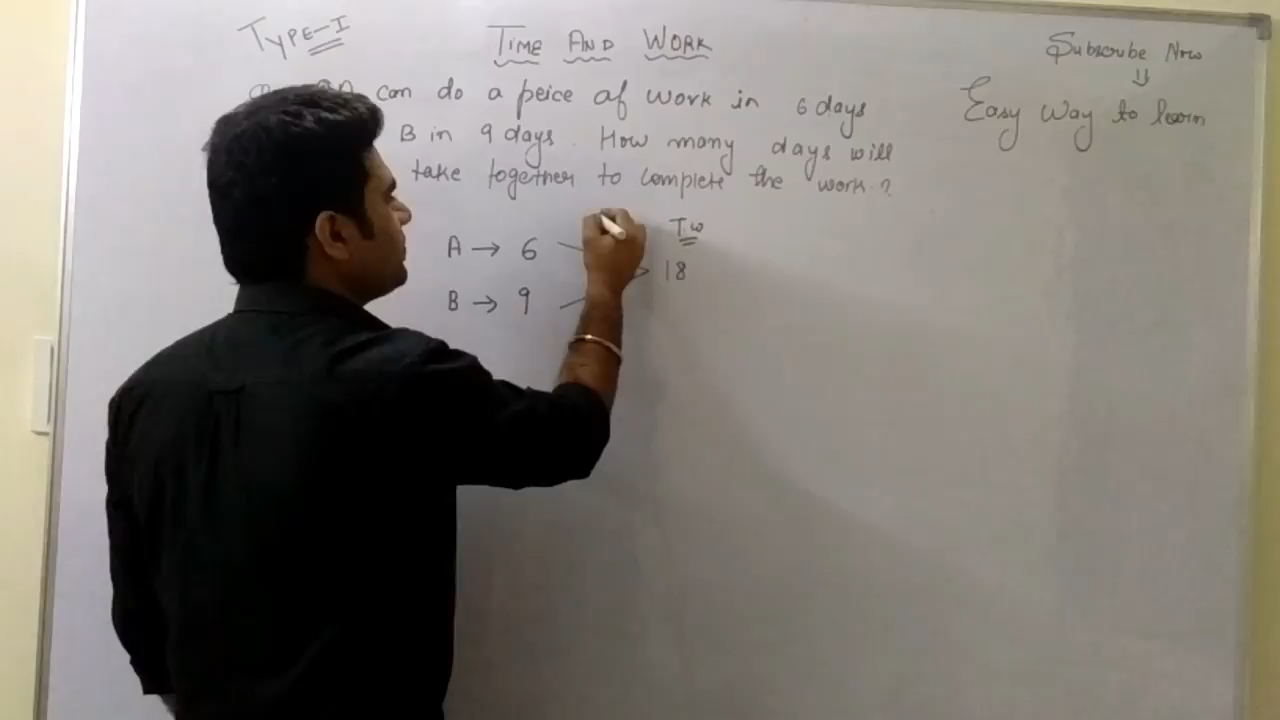 TYPE-I
TIME AND WORK
Subscribe Now
⇓
Easy Way to learn
can do a peice of work in 6 days
B in 9 days. How many days will
take together to complete the work?
Tw
A → 6
18
B → 9